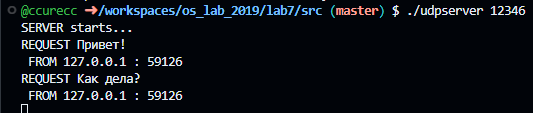 @ccurecc ➜/workspaces/os_lab_2019/lab7/src (master) $ ./udpserver 12346
SERVER starts...
REQUEST Привет!
 FROM 127.0.0.1 : 59126
REQUEST Как дела?
 FROM 127.0.0.1 : 59126